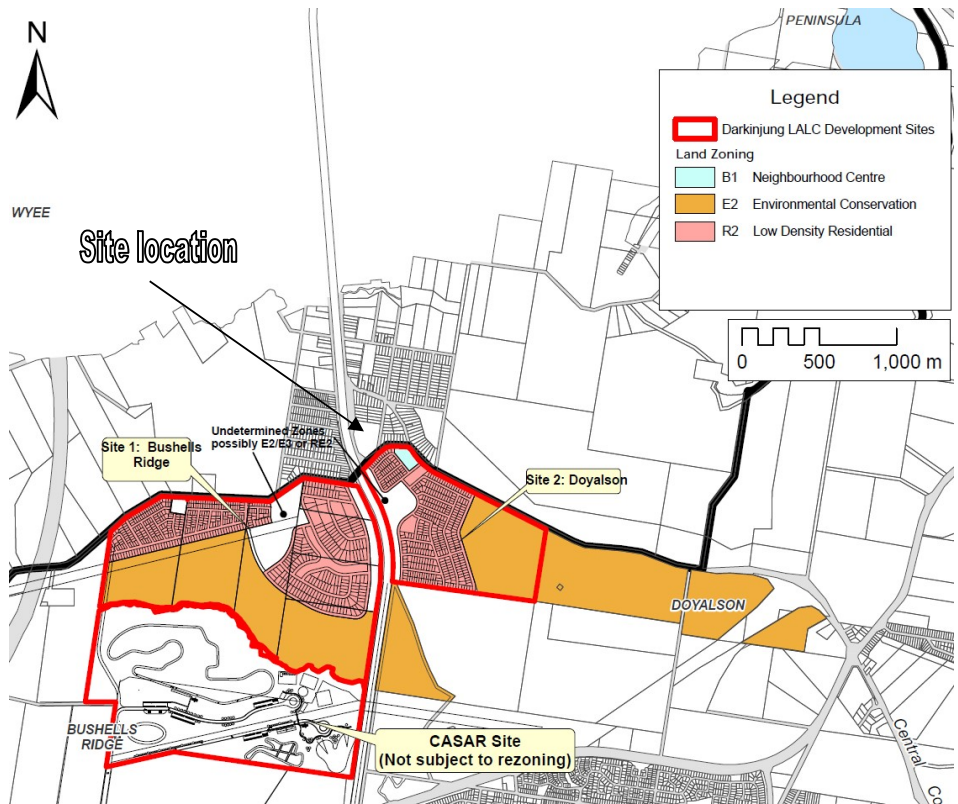 N
PENINSULA
Legend
Darkinjung LALC Development Sites
Land Zoning
B1 Neighbourhood Centre
E2 Environmental Conservation
R2 Low Density Residential
WYEE
Site location
0 500 1,000 m
Undetermined Zones
possibly E2/E3 or RE2
Site 1: Bushells
Ridge
Site 2: Doyalson
DOYALSON
BUSHELLS
RIDGE
CASAR Site
(Not subject to rezoning)
Central
Co